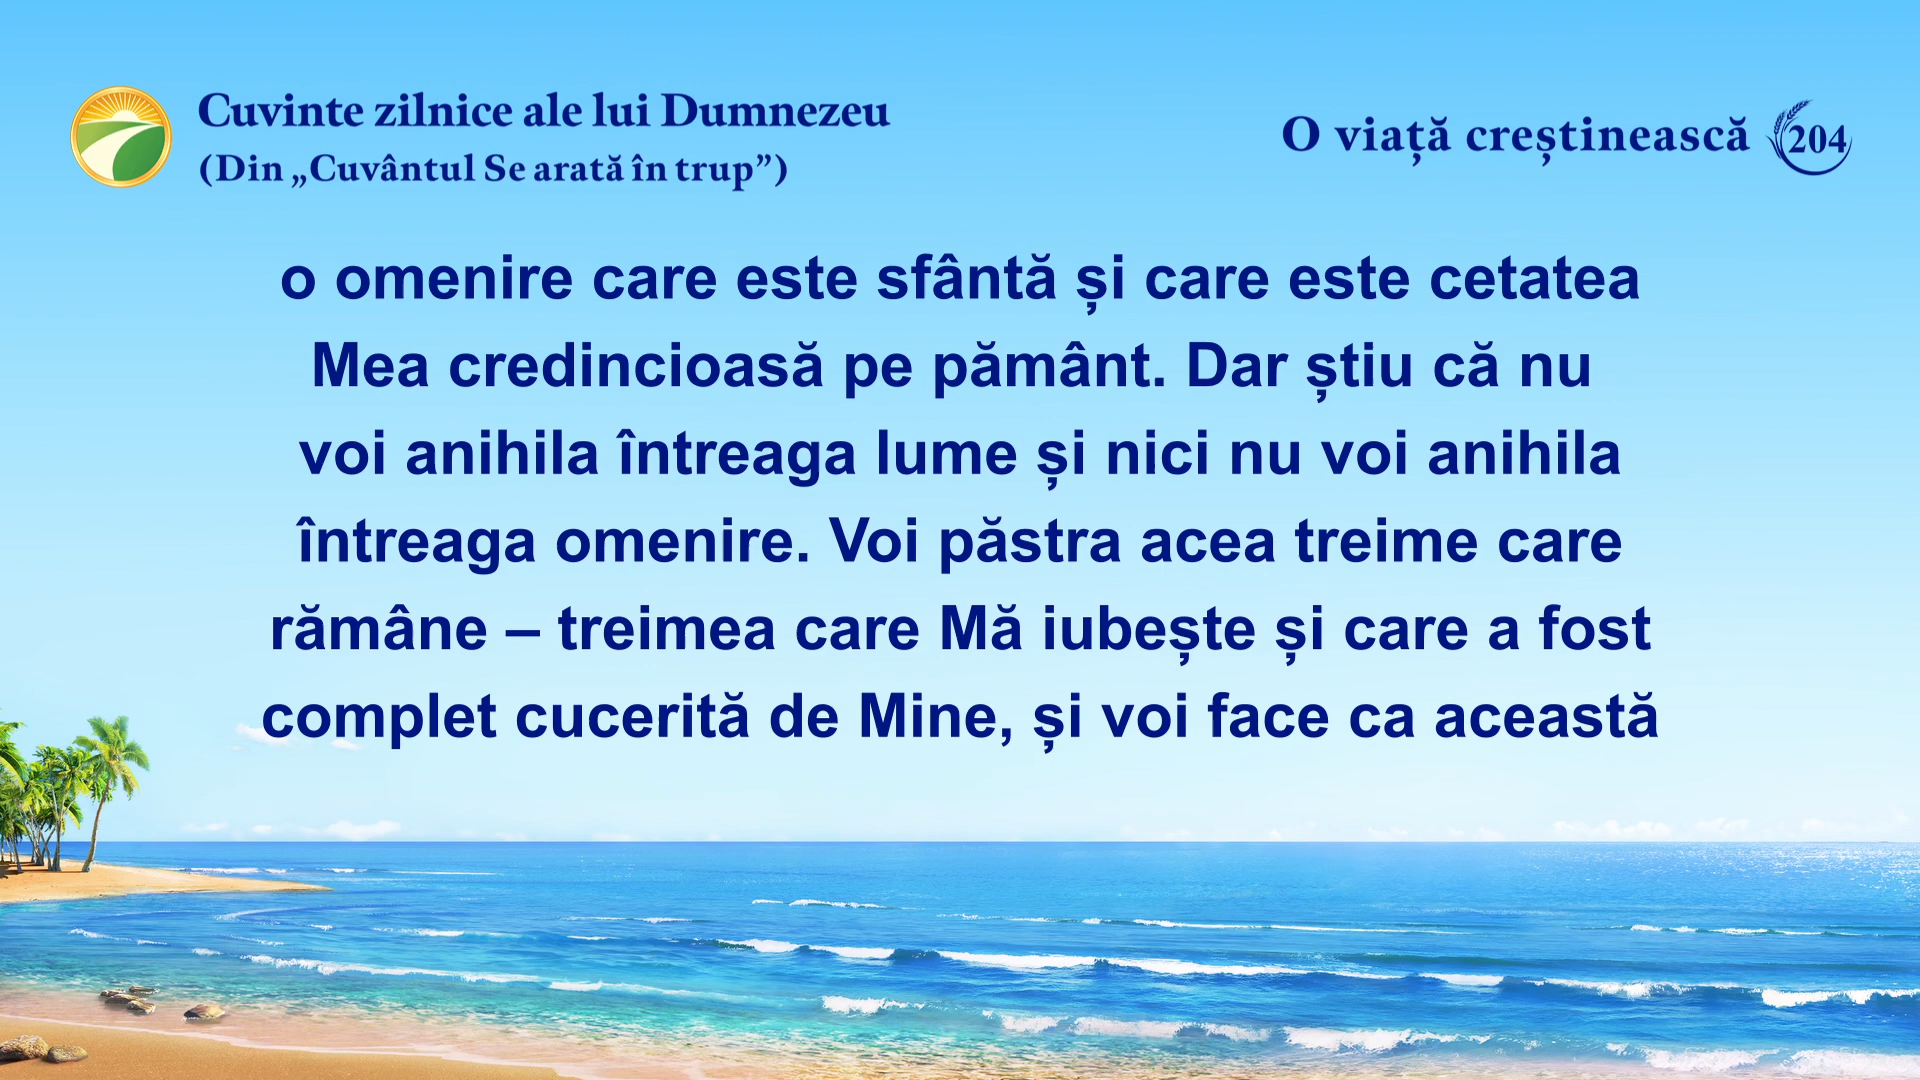 Cuvinte zilnice ale lui Dumnezeu
(Din „Cuvântul Se arată în trup”)
O viață creștinească 204
o omenire care este sfântă și care este cetatea
Mea credincioasă pe pământ. Dar știu că nu
voi anihila întreaga lume și nici nu voi anihila
întreaga omenire. Voi păstra acea treime care
rămâne – treimea care Mă iubește și care a fost
complet cucerită de Mine, și voi face ca această